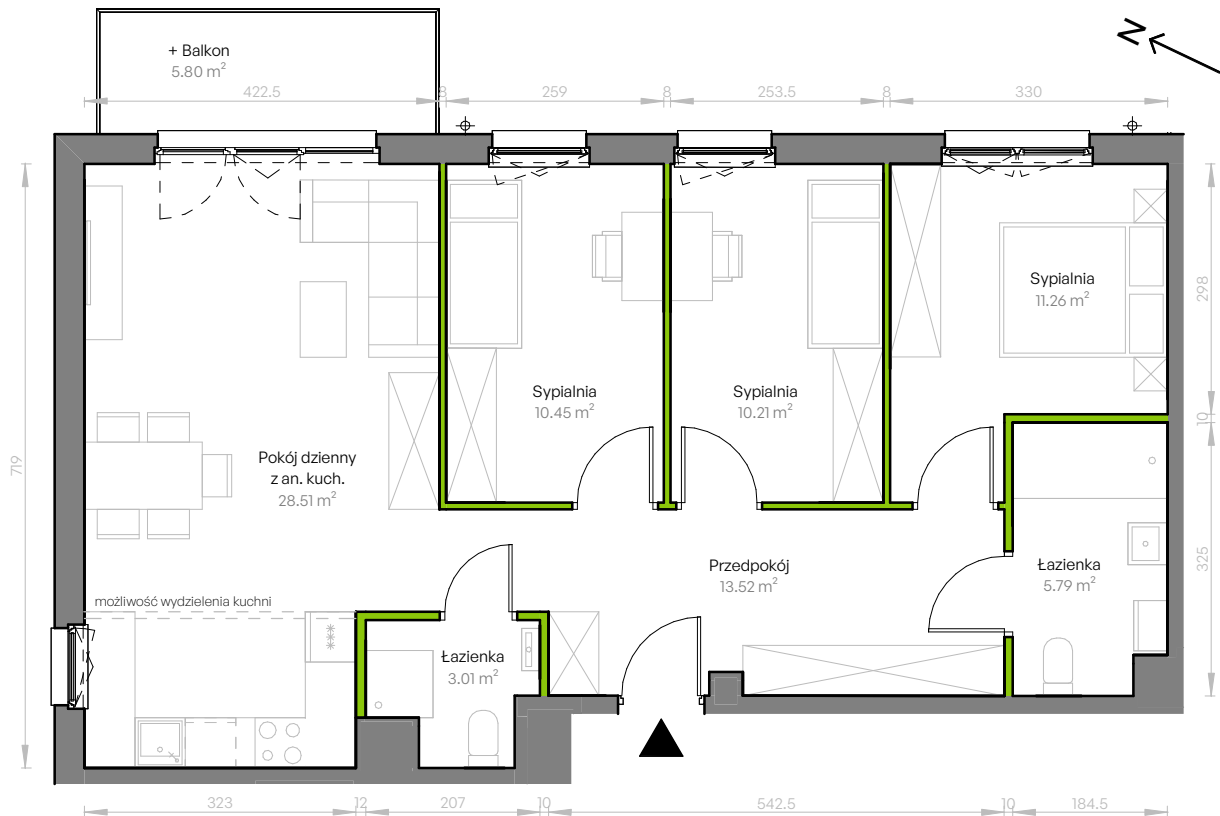 N
+ Balkon
5.80 m²
422.5
8
259
8
253.5
8
330
Sypialnia
11.26 m²
298
Sypialnia
10.45 m²
Sypialnia
10.21 m²
10
719
Pokój dzienny
z an. kuch.
28.51 m²
Przedpokój
13.52 m²
Łazienka
5.79 m²
325
możliwość wydzielenia kuchni
Łazienka
3.01 m²
323
12
207
10
542.5
10
184.5